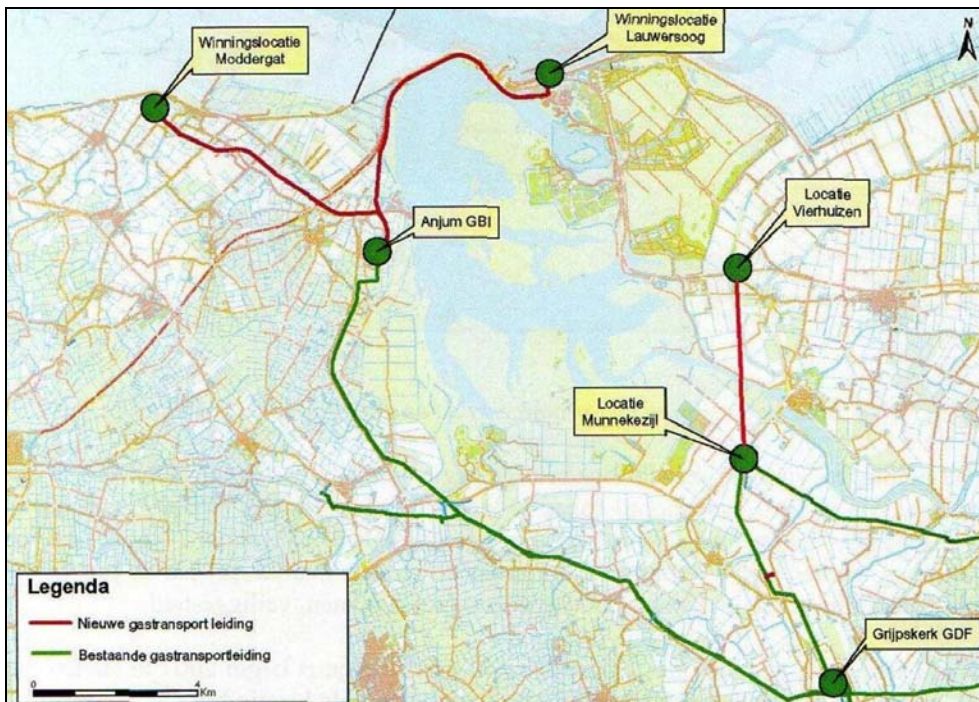 Winningslocatie
Moddergat
Winningslocatie
Lauwersoog
N
Anjum GBI
Locatie
Vierhuizen
Locatie
Munnekezijl
Grijpskerk GDF
Legenda
Nieuwe gastransport leiding
Bestaande gastransportleiding
0 4
Km